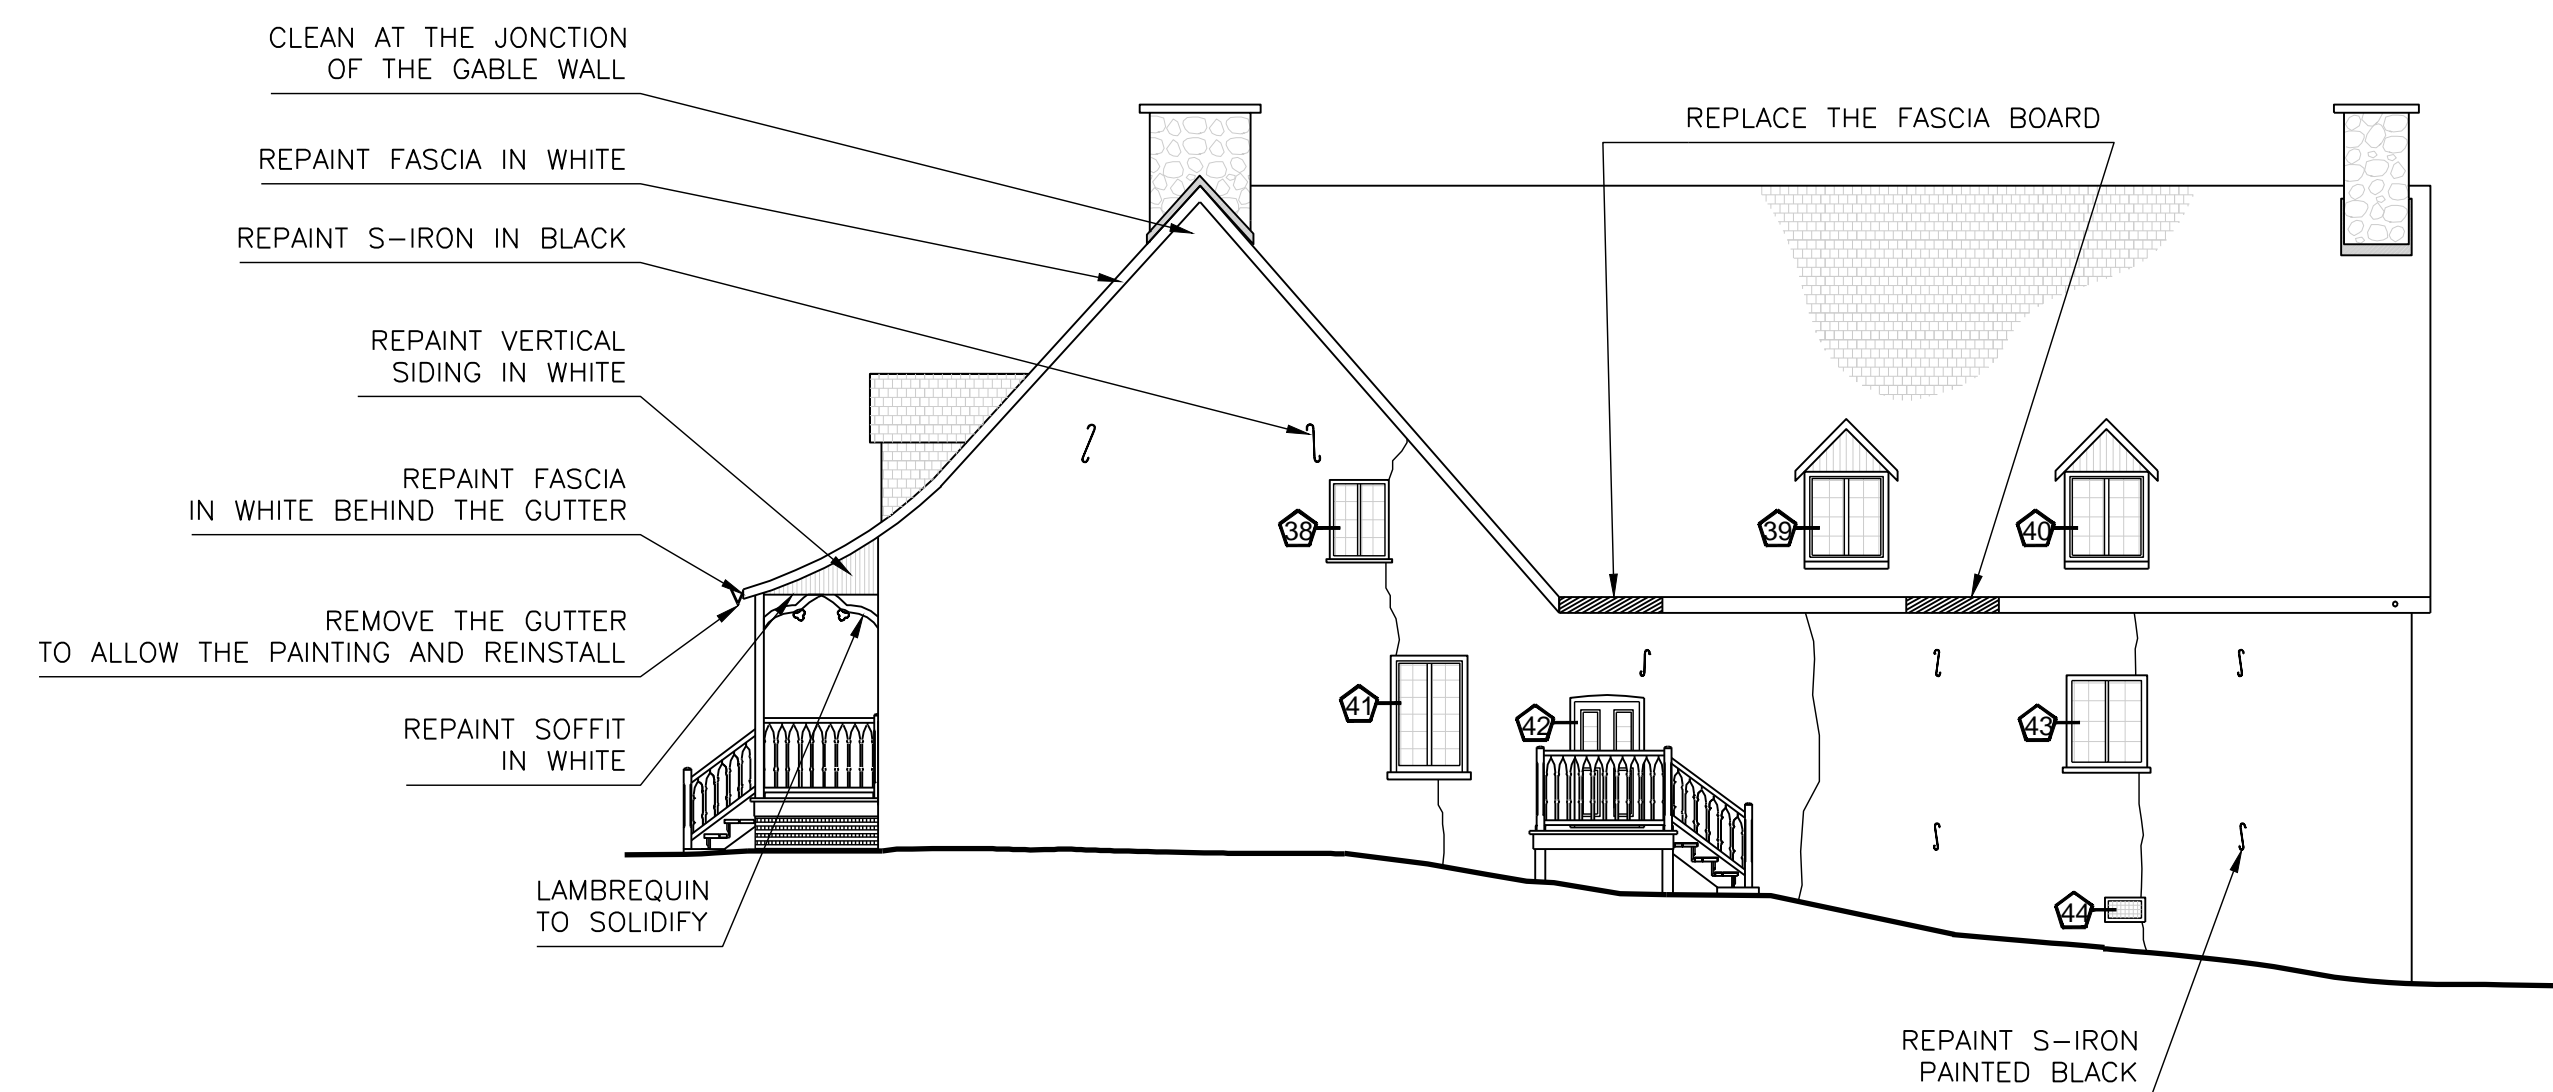 CLEAN AT THE JONCTION
OF THE GABLE WALL
REPAINT FASCIA IN WHITE
REPAINT S-IRON IN BLACK
REPAINT VERTICAL
SIDING IN WHITE
REPAINT FASCIA
IN WHITE BEHIND THE GUTTER
REMOVE THE GUTTER
TO ALLOW THE PAINTING AND REINSTALL
REPAINT SOFFIT
IN WHITE
LAMBREQUIN
TO SOLIDIFY
REPLACE THE FASCIA BOARD
38
39
40
41
42
43
44
REPAINT S-IRON
PAINTED BLACK